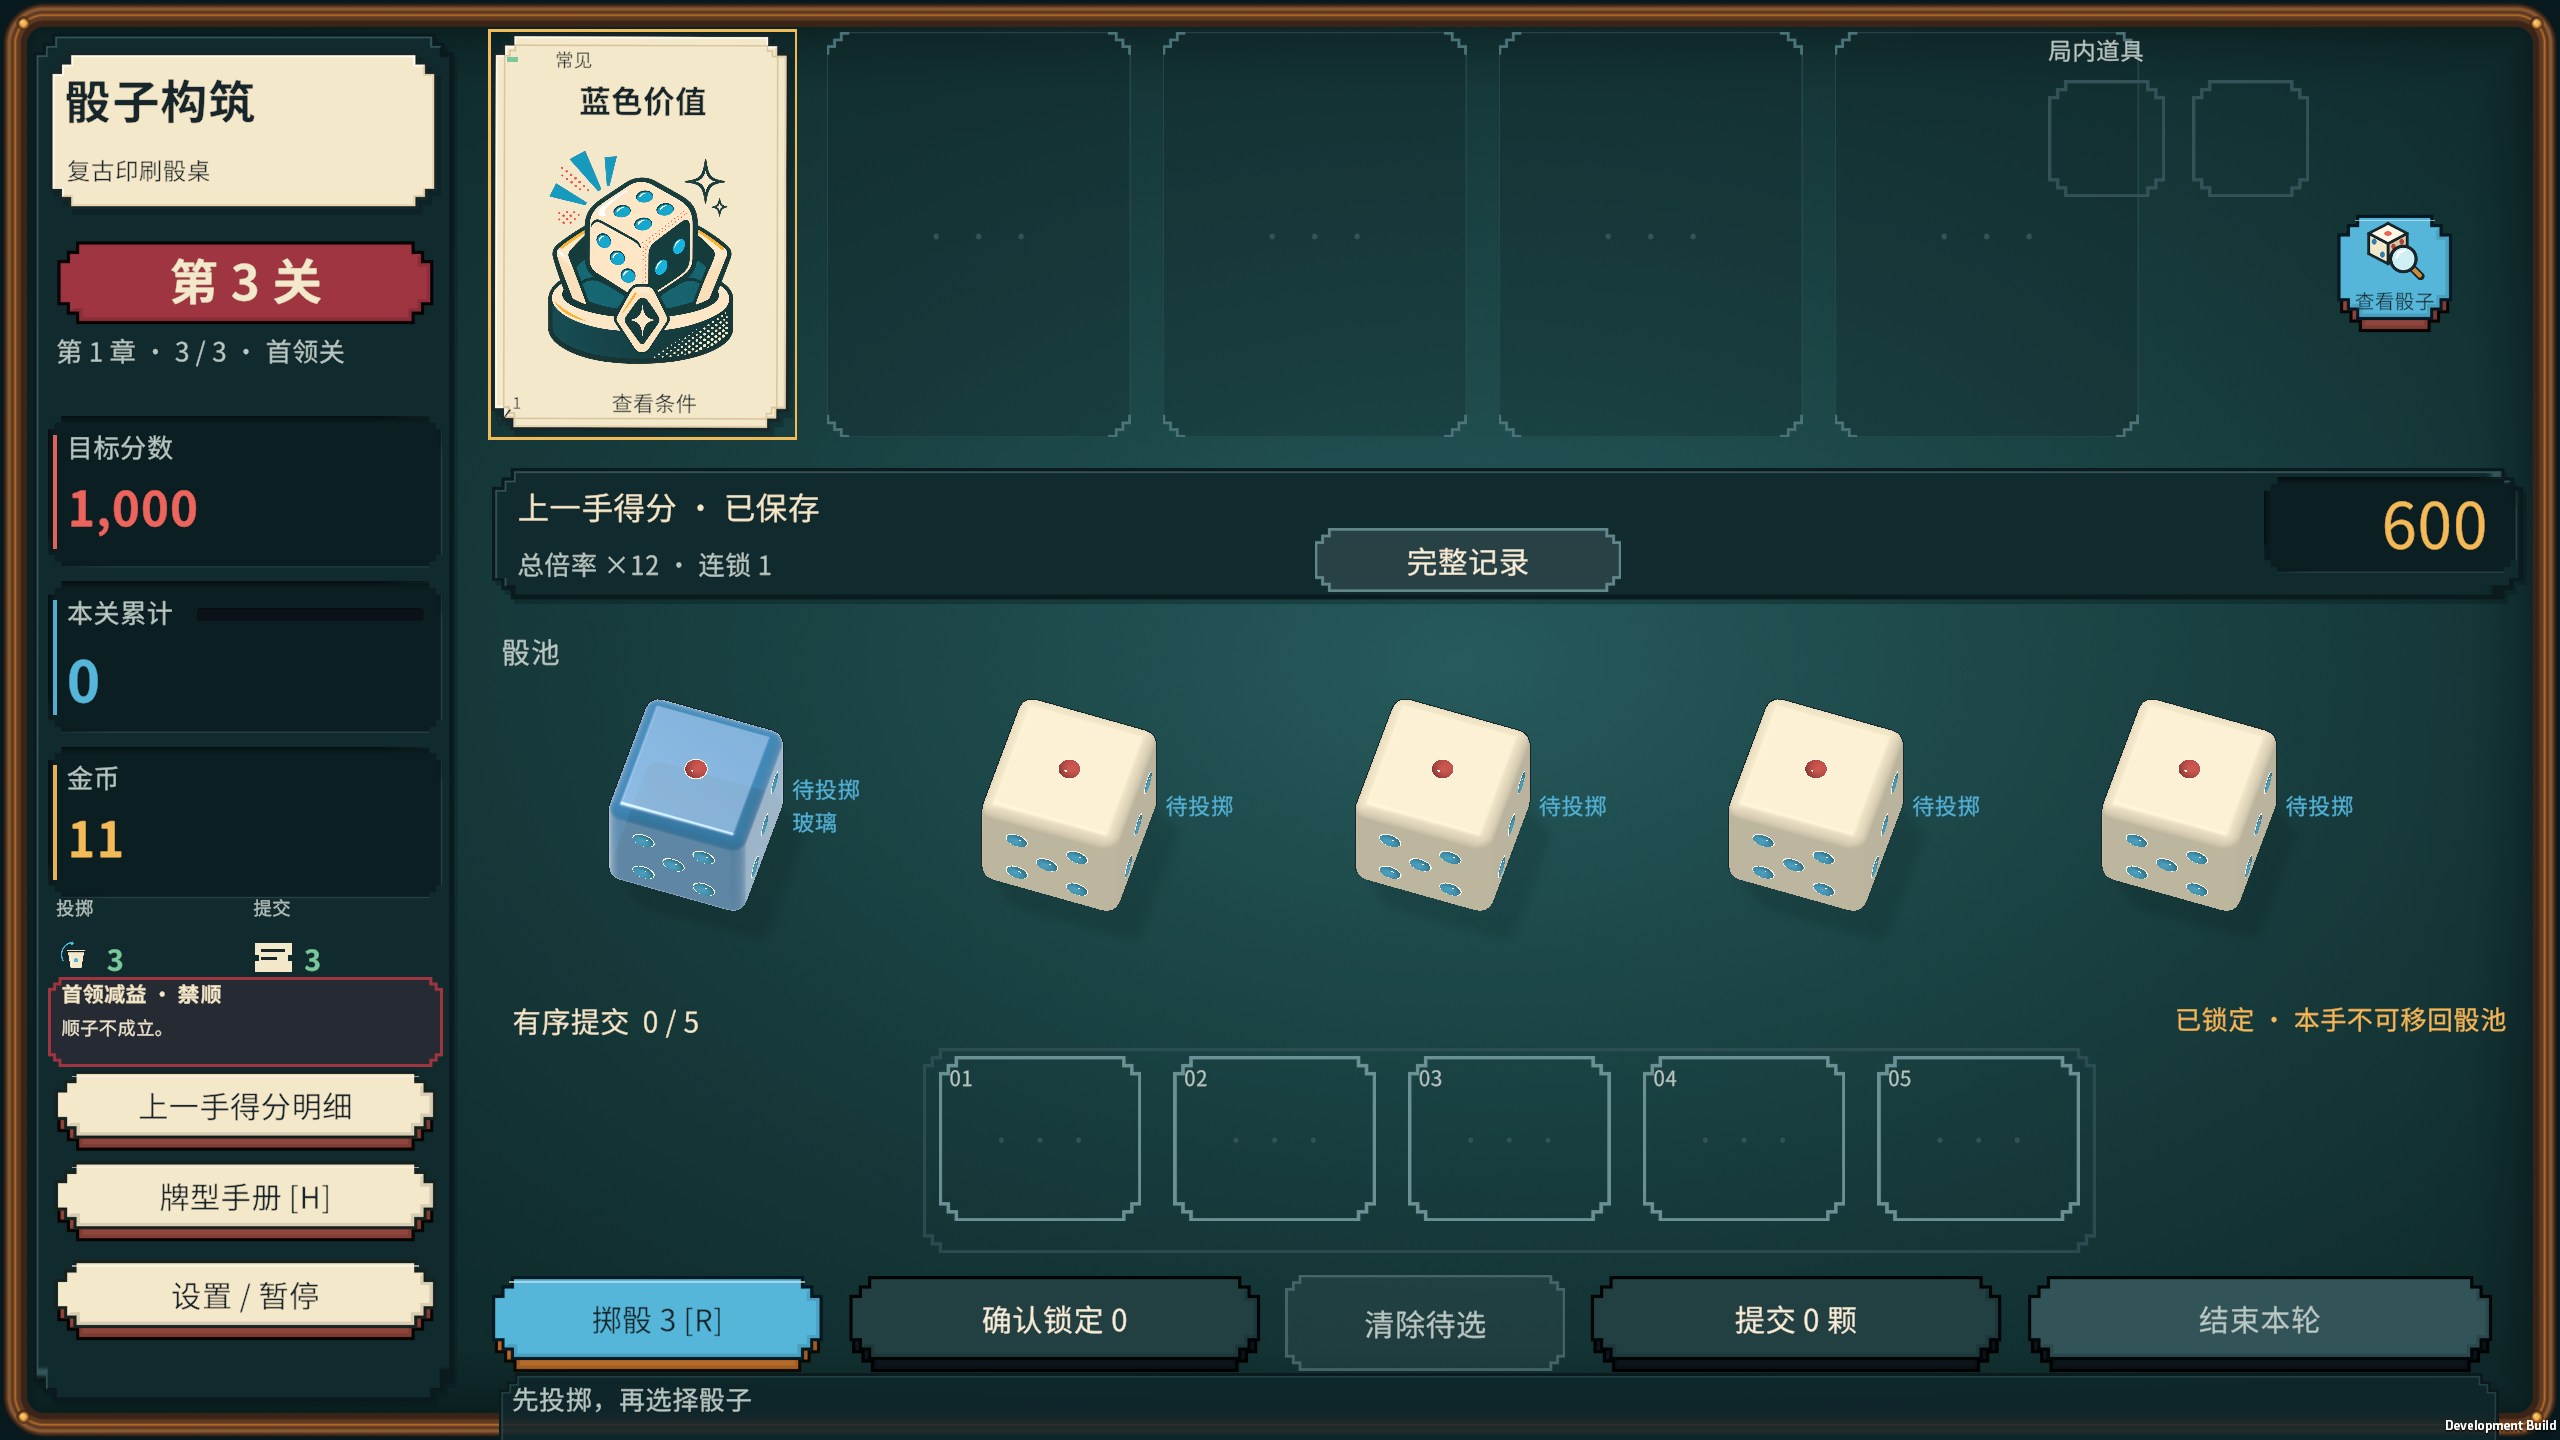 骰子构筑
复古印刷骰桌
第 3 关
第 1 章 · 3 / 3 · 首领关
目标分数
1,000
本关累计
0
金币
11
投掷 提交
3 3
首领减益 · 禁顺
顺子不成立。
上一手得分明细
牌型手册 [H]
设置 / 暂停
常见
蓝色价值
1
查看条件
局内道具
查看骰子
上一手得分 · 已保存
总倍率 ×12 · 连锁 1
完整记录
600
骰池
待投掷
玻璃
待投掷
待投掷
待投掷
待投掷
有序提交 0 / 5
已锁定 · 本手不可移回骰池
01 02 03 04 05
掷骰 3 [R]
确认锁定 0
清除待选
提交 0 颗
结束本轮
先投掷，再选择骰子
Development Build